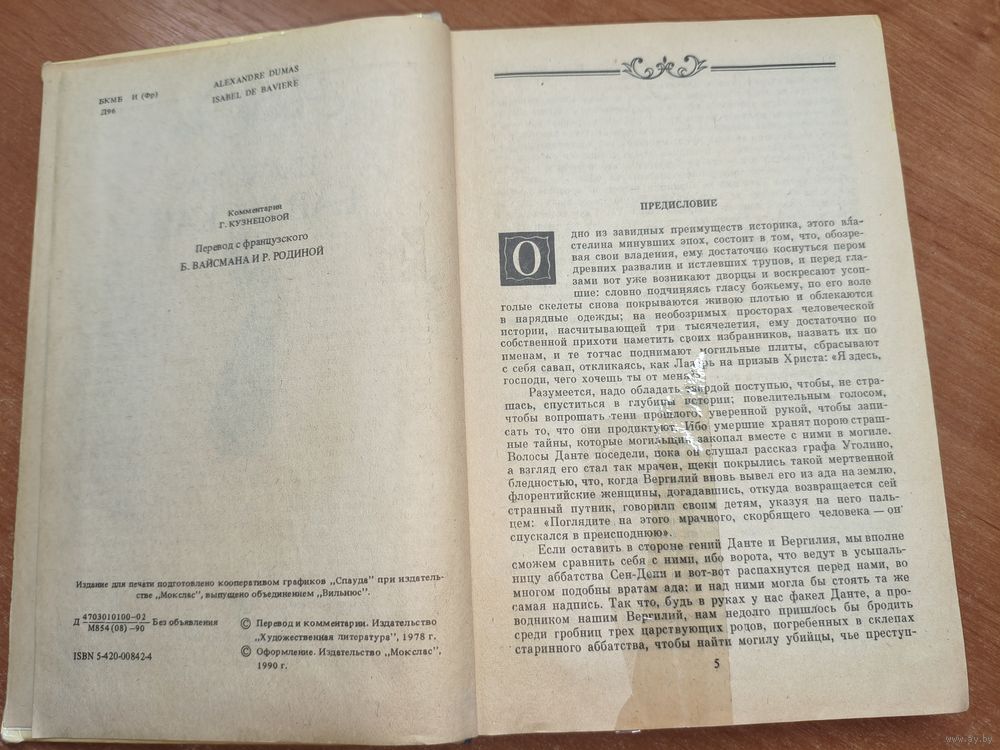 ALEXANDRE DUMAS
ISABEL DE BAVIERE
БКМБ И (Фр)
Д96
Комментарии
Г. КУЗНЕЦОВОЙ
Перевод с французского
Б. ВАЙСМАНА И Р. РОДИНОЙ
Издание для печати подготовлено кооперативом графиков „Спауда” при издатель-
стве „Мокслас”, выпущено объединением „Вильнюс”.
Д 4703010100—02
М854 (08) —90
Без объявления
© Перевод и комментарии. Издательство
„Художественная литература”, 1978 г.
© Оформление. Издательство „Мокслас”,
1990 г.
ISBN 5-420-00842-4
ПРЕДИСЛОВИЕ
Одно из завидных преимуществ историка, этого вла-
стелина минувших эпох, состоит в том, что, обозре-
вая свои владения, ему достаточно коснуться пером
древних развалин и истлевших трупов, и перед гла-
зами вот уже возникают дворцы и воскресают усоп-
шие: словно подчиняясь гласу божьему, по его воле
голые скелеты снова покрываются живою плотью и облекаются
в нарядные одежды; на необозримых просторах человеческой
истории, насчитывающей три тысячелетия, ему достаточно по
собственной прихоти наметить своих избранников, назвать их по
именам, и те тотчас поднимают могильные плиты, сбрасывают
с себя саван, откликаясь, как Лазарь на призыв Христа: «Я здесь,
господи, чего хочешь ты от меня?»
Разумеется, надо обладать твердой поступью, чтобы, не стра-
шась, спуститься в глубины истории; повелительным голосом,
чтобы вопрошать тени прошлого, уверенной рукой, чтобы запи-
сать то, что они продиктуют. Ибо умершие хранят порою страш-
ные тайны, которые могильщик закопал вместе с ними в могиле.
Волосы Данте поседели, пока он слушал рассказ графа Уголино,
а взгляд его стал так мрачен, щеки покрылись такой мертвенной
бледностью, что, когда Вергилий вновь вывел его из ада на землю,
флорентийские женщины, догадавшись, откуда возвращается сей
странный путник, говорили своим детям, указуя на него паль-
цем: «Поглядите на этого мрачного, скорбящего человека — он
спускался в преисподнюю».
Если оставить в стороне гений Данте и Вергилия, мы вполне
сможем сравнить себя с ними, ибо ворота, что ведут в усыпаль-
ницу аббатства Сен-Дени и вот-вот распахнутся перед нами, во
многом подобны вратам ада: и над ними могла бы стоять та же
самая надпись. Так что, будь в руках у нас факел Данте, а про-
водником нашим Вергилий, нам недолго пришлось бы бродить
среди гробниц трех царствующих родов, погребенных в склепах
старинного аббатства, чтобы найти могилу убийцы, чье преступ-
5
www.ay.by